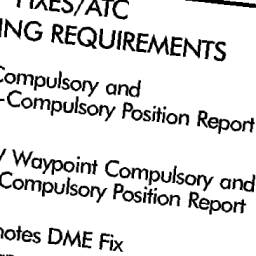 FIXES/ATC
ING REQUIREMENTS
Compulsory and
-Compulsory Position Report
Waypoint Compulsory and
Compulsory Position Report
notes DME Fix